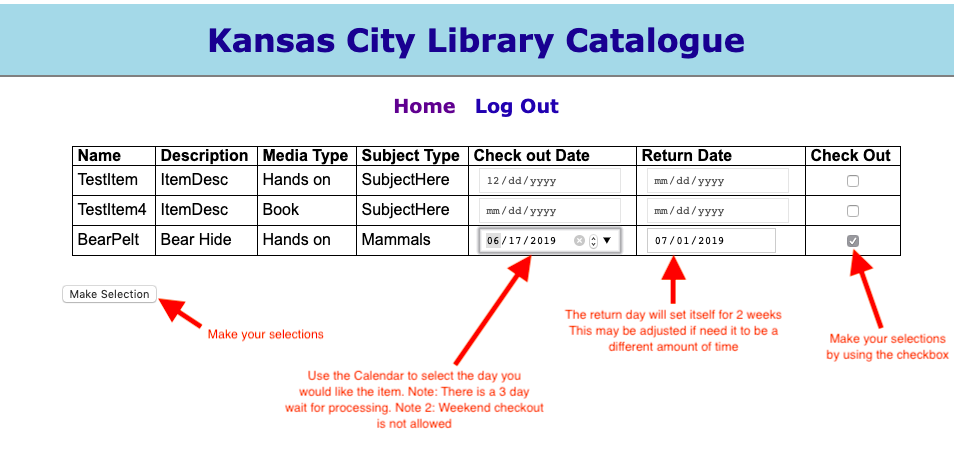 Kansas City Library Catalogue
Home Log Out
Name Description Media Type Subject Type Check out Date Return Date Check Out
TestItem ItemDesc Hands on SubjectHere 12/dd/yyyy mm/dd/yyyy
TestItem4 ItemDesc Book SubjectHere mm/dd/yyyy mm/dd/yyyy
BearPelt Bear Hide Hands on Mammals 06/17/2019 07/01/2019
Make Selection
Make your selections
Use the Calendar to select the day you
would like the item. Note: There is a 3 day
wait for processing. Note 2: Weekend checkout
is not allowed
The return day will set itself for 2 weeks
This may be adjusted if need it to be a
different amount of time
Make your selections
by using the checkbox